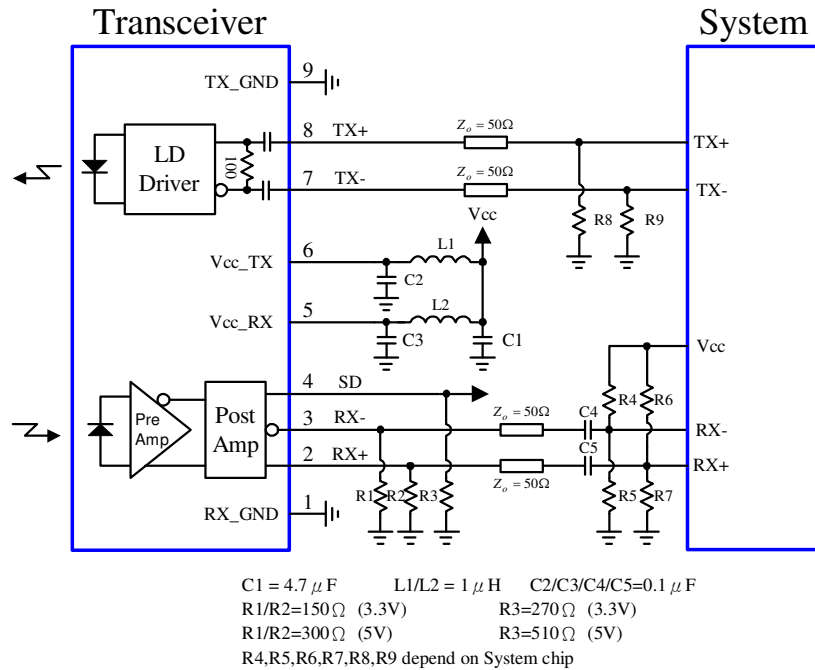 Transceiver
System
TX_GND
9
LD
Driver
100
8
TX+
Zo = 50Ω
TX+
7
TX-
Zo = 50Ω
TX-
R8
R9
Vcc
Vcc_TX
6
L1
C2
Vcc_RX
5
L2
C3
C1
Vcc
4
SD
Pre
Amp
Post
Amp
3
RX-
Zo = 50Ω
C4
R4
R6
RX-
2
RX+
Zo = 50Ω
C5
RX+
R1
R2
R3
R5
R7
RX_GND
1
C1 = 4.7 μF L1/L2 = 1 μH C2/C3/C4/C5=0.1 μF
R1/R2=150Ω (3.3V) R3=270Ω (3.3V)
R1/R2=300Ω (5V) R3=510Ω (5V)
R4,R5,R6,R7,R8,R9 depend on System chip